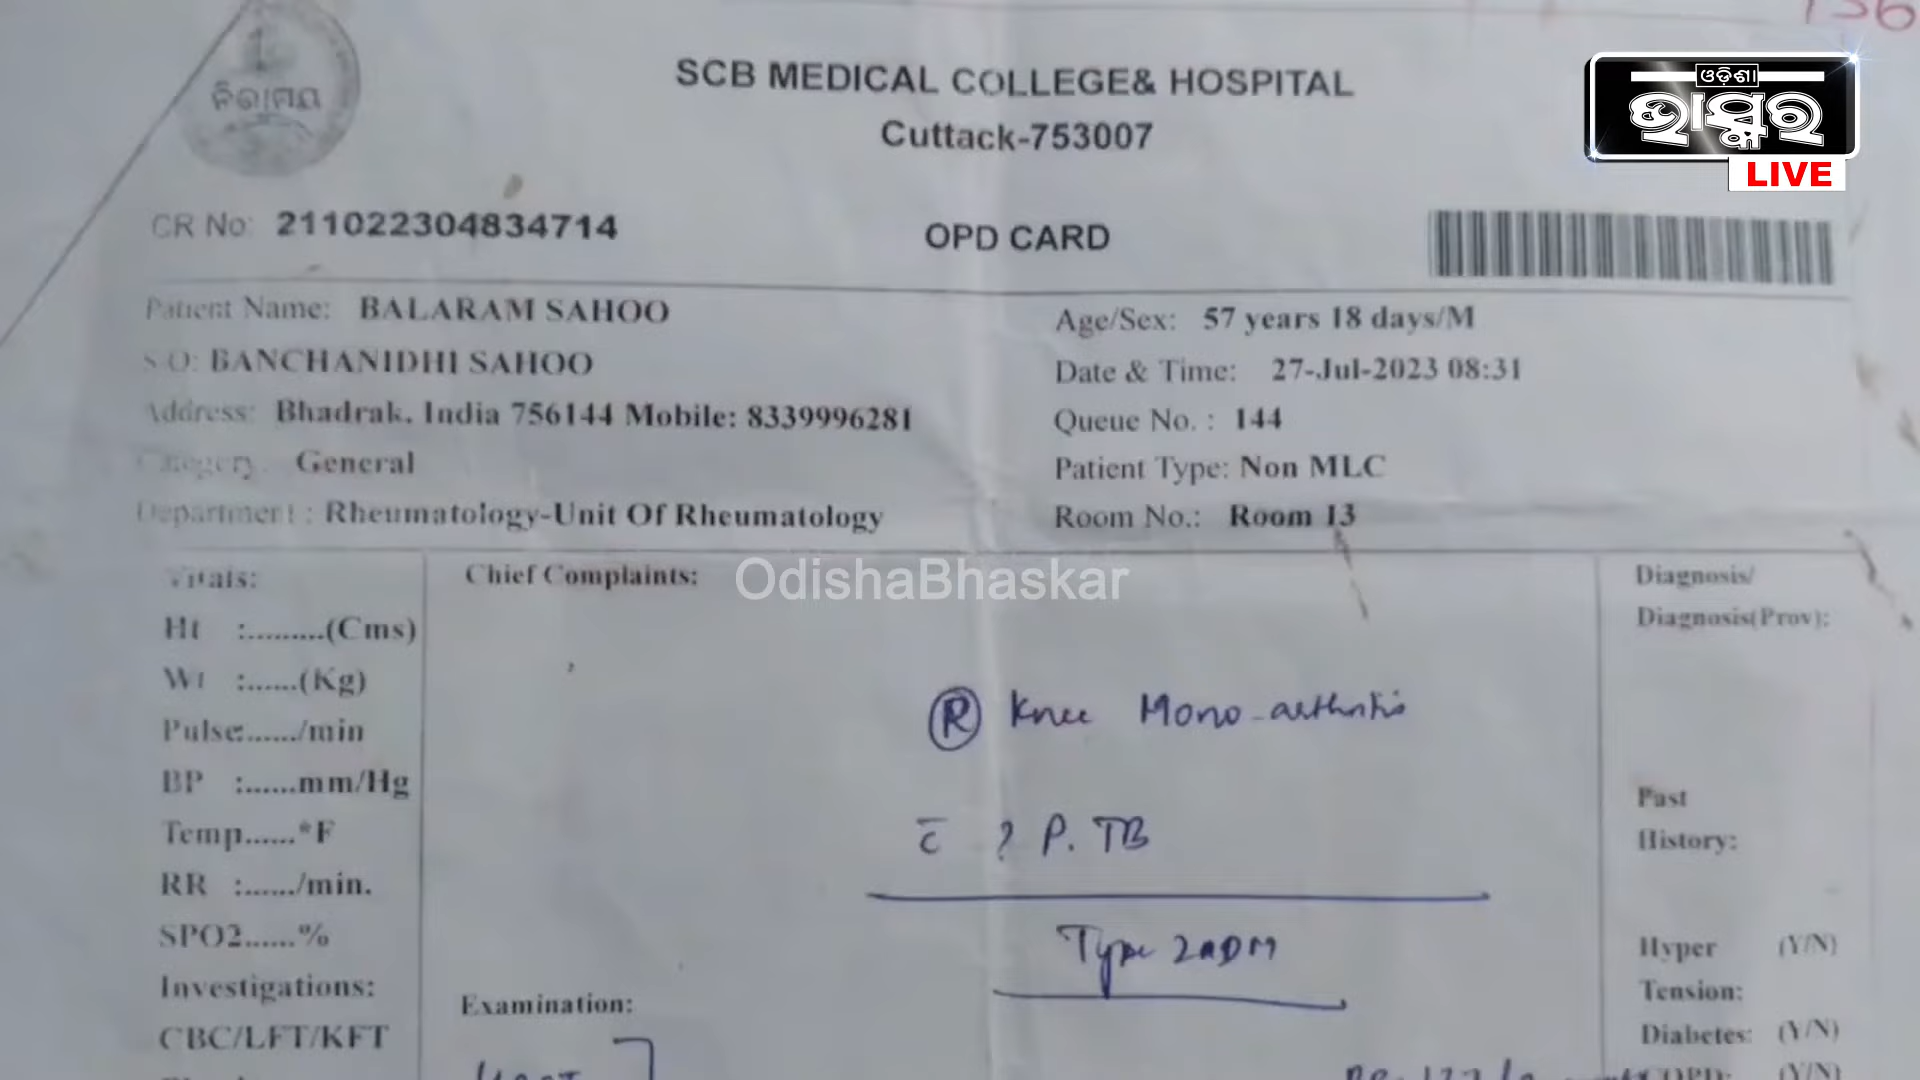 SCB MEDICAL COLLEGE& HOSPITAL
Cuttack-753007
ନିରାମୟ
ଓଡ଼ିଶା
ଭାସ୍କର
LIVE
CR No: 211022304834714
OPD CARD
Patient Name: BALARAM SAHOO
Age/Sex: 57 years 18 days/M
S/O: BANCHANIDHI SAHOO
Date & Time: 27-Jul-2023 08:31
Address: Bhadrak, India 756144 Mobile: 8339996281
Queue No. : 144
Category: General
Patient Type: Non MLC
Department : Rheumatology-Unit Of Rheumatology
Room No.: Room 13
Vitals:
Chief Complaints:
OdishaBhaskar
Diagnosis/
Diagnosis(Prov):
Ht :.........(Cms)
Wt :......(Kg)
Pulse:....../min
BP :......mm/Hg
Temp......*F
RR :....../min.
SPO2......%
Investigations:
CBC/LFT/KFT
R Knee Mono-arthritis
c̄ ? P. TB
Type 2 DM
Examination:
Past
History:
Hyper (Y/N)
Tension:
Diabetes: (Y/N)
COPD: (Y/N)